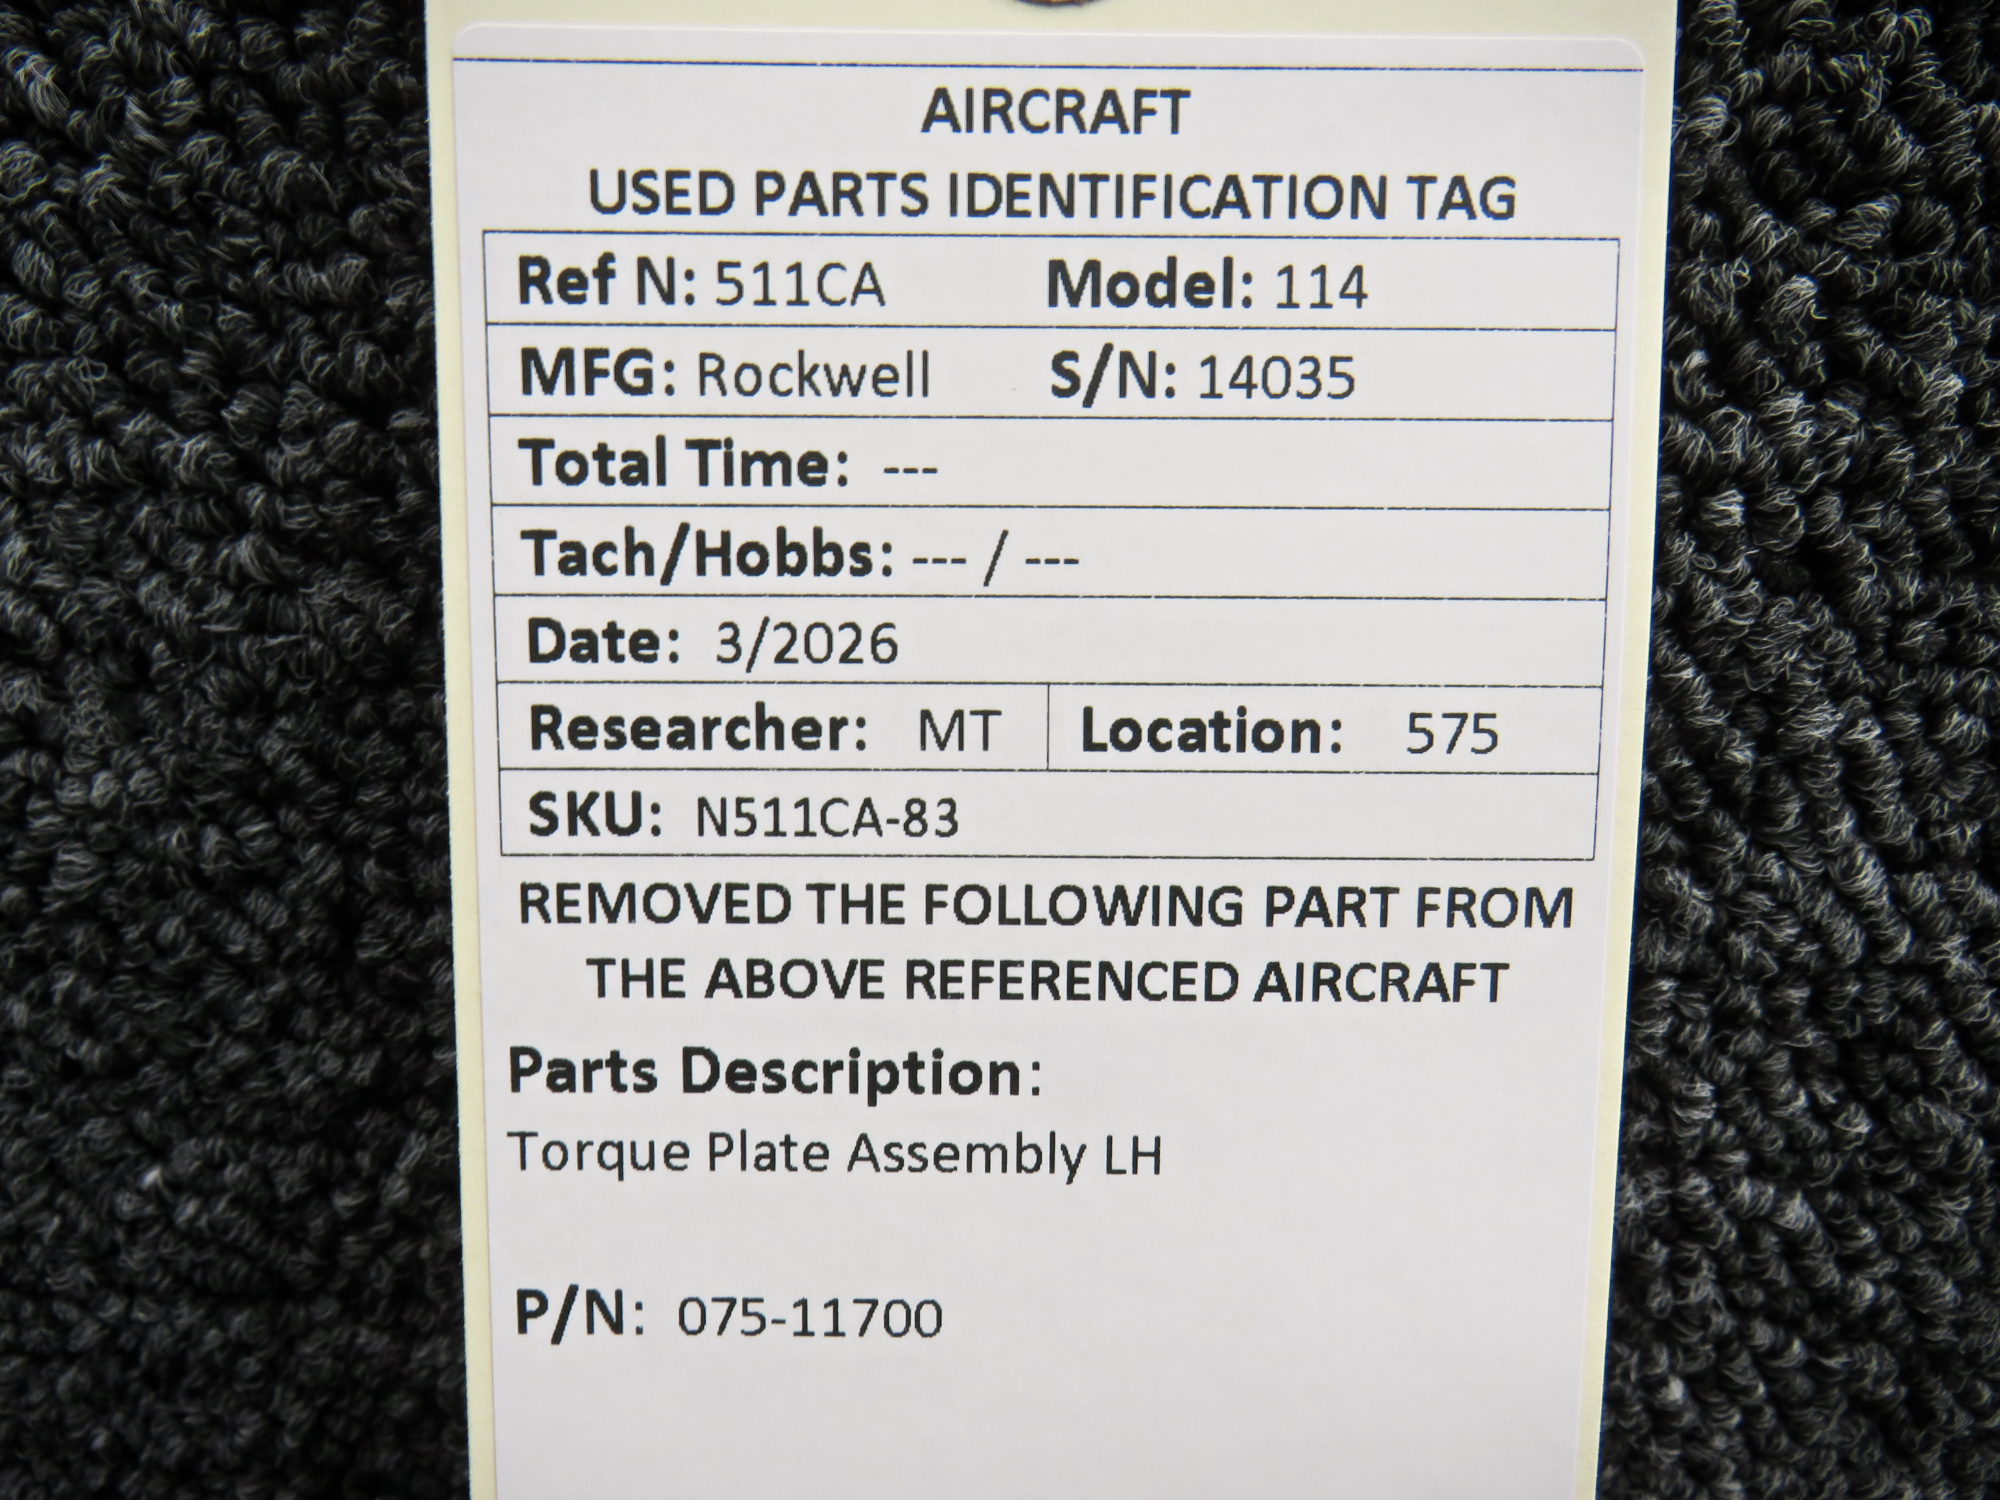 AIRCRAFT
USED PARTS IDENTIFICATION TAG
Ref N: 511CA Model: 114
MFG: Rockwell S/N: 14035
Total Time: ---
Tach/Hobbs: --- / ---
Date: 3/2026
Researcher: MT Location: 575
SKU: N511CA-83
REMOVED THE FOLLOWING PART FROM
THE ABOVE REFERENCED AIRCRAFT
Parts Description:
Torque Plate Assembly LH
P/N: 075-11700